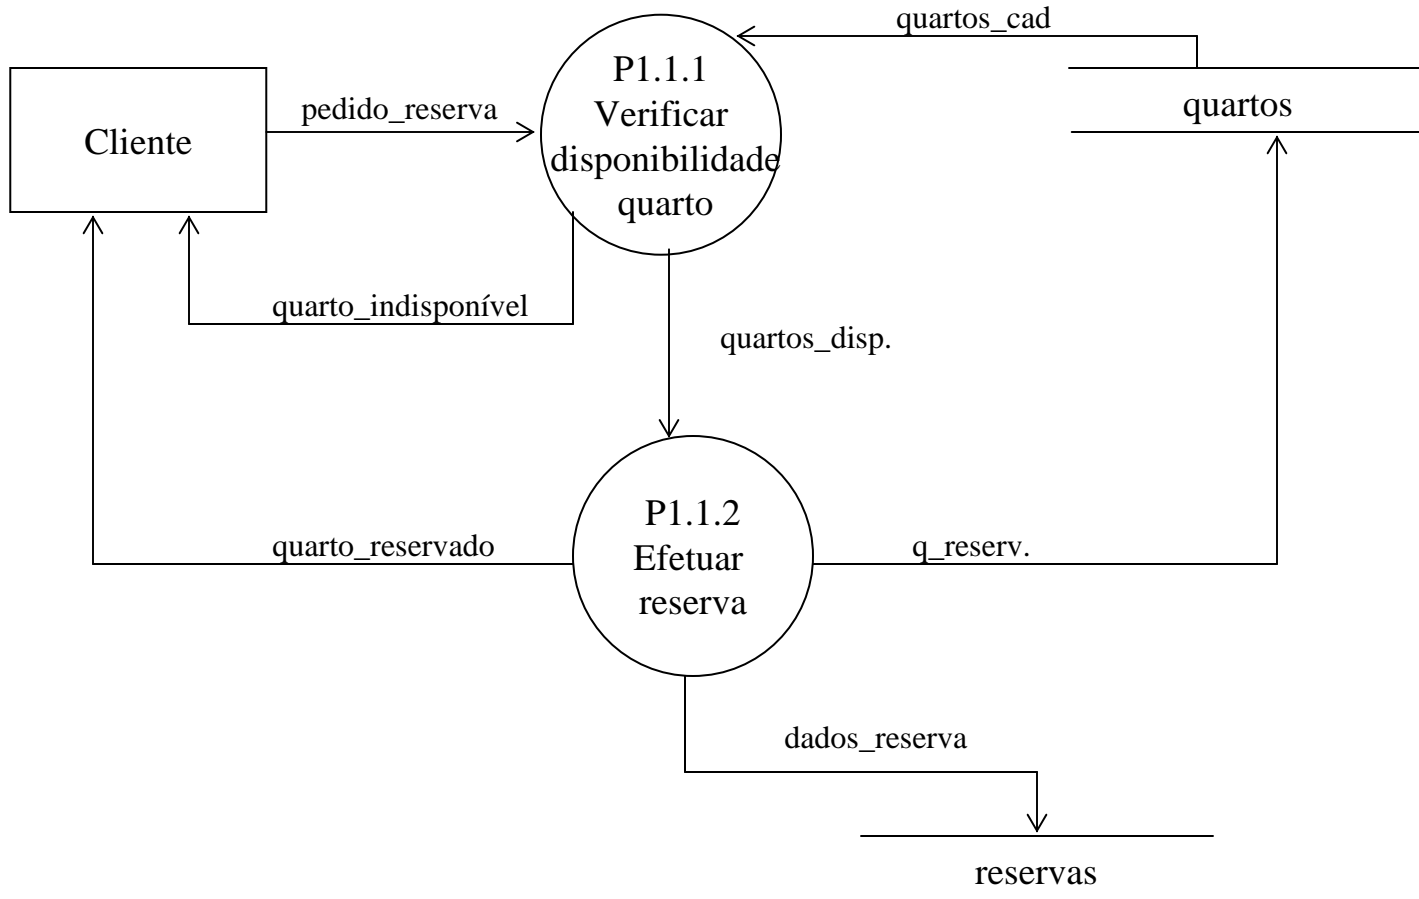 quartos_cad
P1.1.1
Verificar
disponibilidade
quarto
pedido_reserva
Cliente
quartos
quarto_indisponível
quartos_disp.
P1.1.2
Efetuar
reserva
quarto_reservado
q_reserv.
dados_reserva
reservas